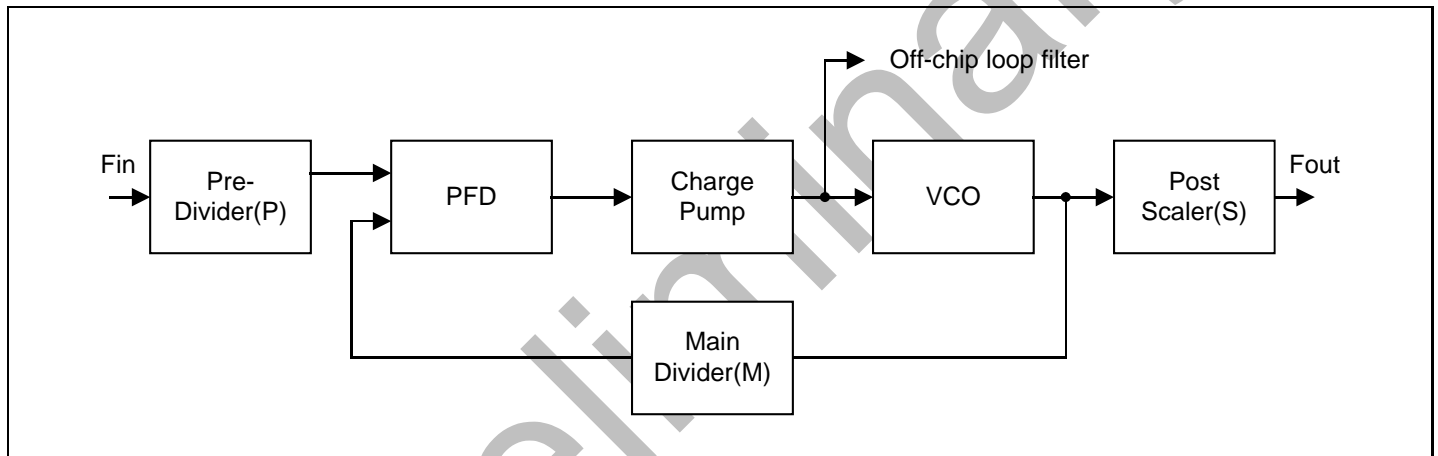 Off-chip loop filter
Fin
Pre-
Divider(P)
PFD
Charge
Pump
VCO
Post
Scaler(S)
Fout
Main
Divider(M)